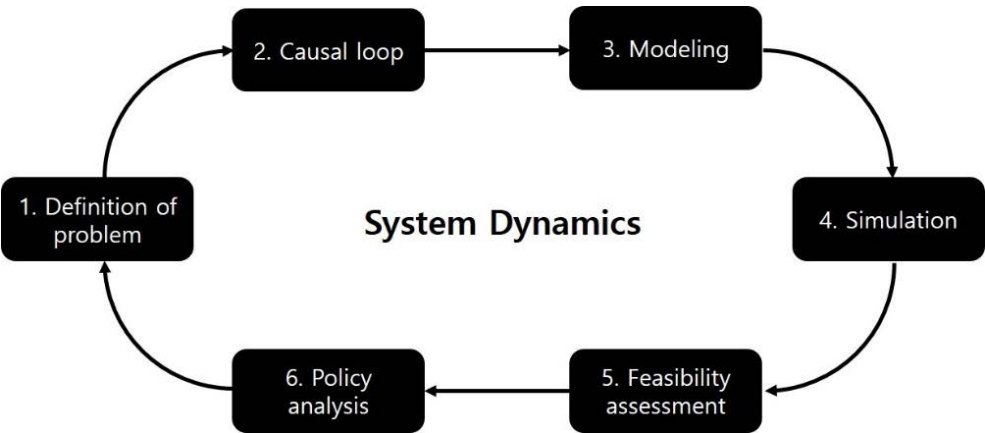 2. Causal loop
3. Modeling
1. Definition of
problem
System Dynamics
4. Simulation
6. Policy
analysis
5. Feasibility
assessment